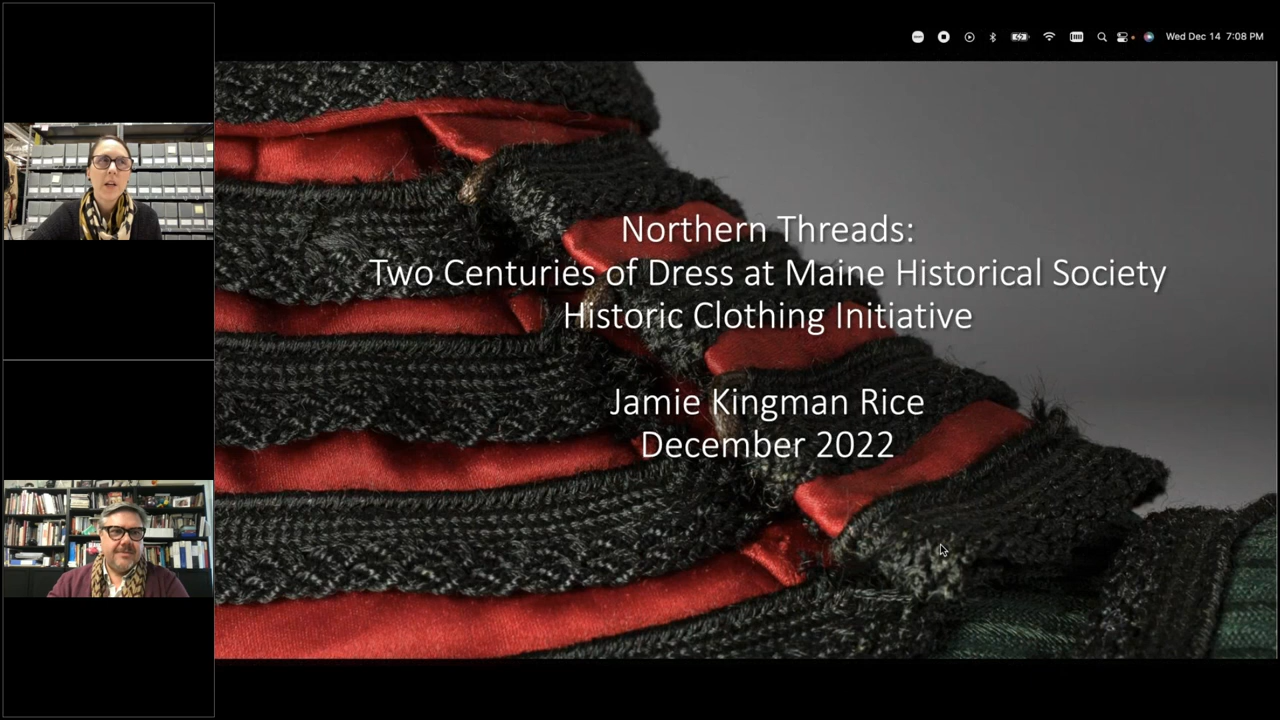 Wed Dec 14 7:08 PM
Northern Threads:
Two Centuries of Dress at Maine Historical Society
Historic Clothing Initiative
Jamie Kingman Rice
December 2022